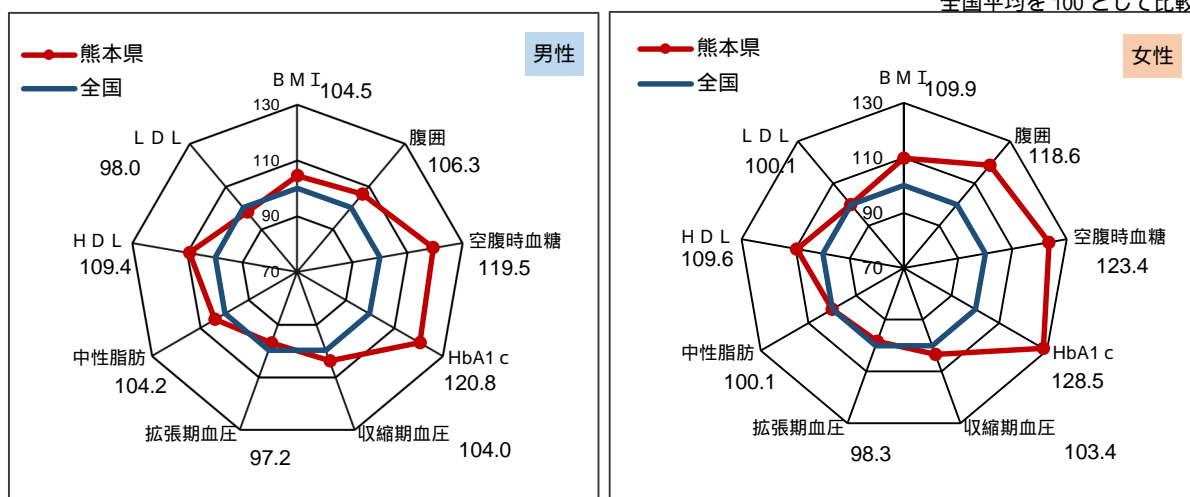 全国平均を 100 として比較
熊本県
全国
男性
ＢＭＩ
104.5
腹囲
106.3
空腹時血糖
119.5
HbA1ｃ
120.8
収縮期血圧
104.0
拡張期血圧
97.2
中性脂肪
104.2
ＨＤＬ
109.4
ＬＤＬ
98.0
130
110
90
70
熊本県
全国
女性
ＢＭＩ
109.9
腹囲
118.6
空腹時血糖
123.4
HbA1ｃ
128.5
収縮期血圧
103.4
拡張期血圧
98.3
中性脂肪
100.1
ＨＤＬ
109.6
ＬＤＬ
100.1
130
110
90
70